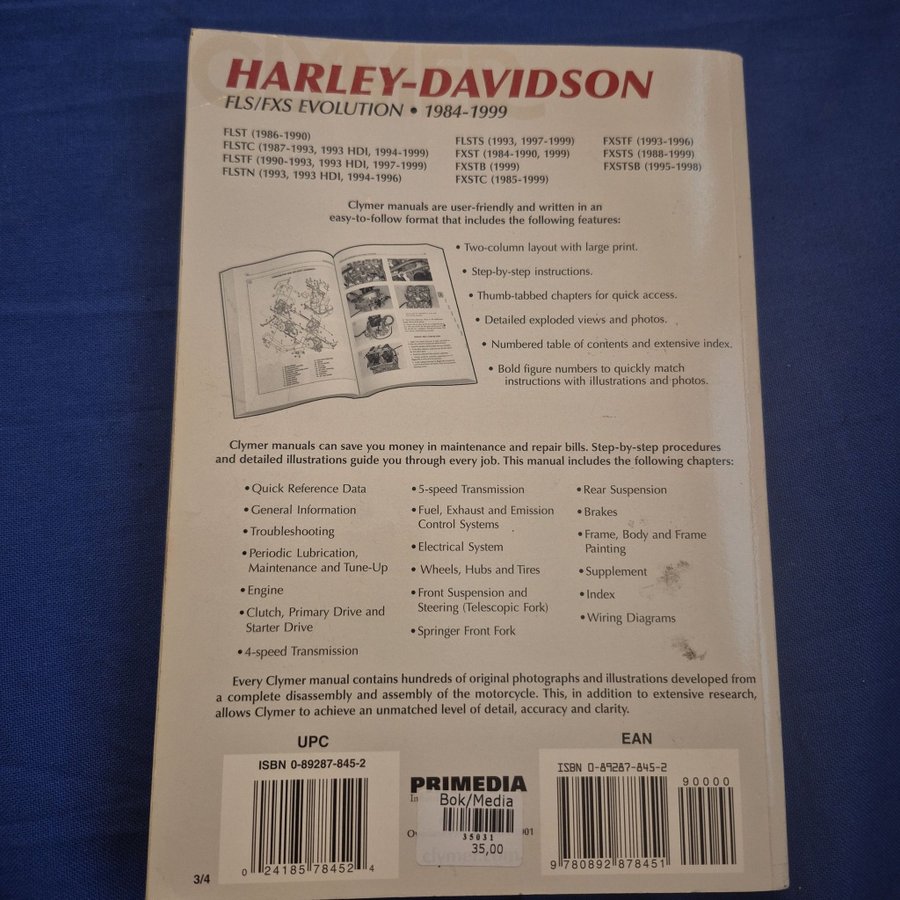 CLYMER
HARLEY-DAVIDSON
FLS/FXS EVOLUTION • 1984-1999
FLST (1986-1990)
FLSTC (1987-1993, 1993 HDI, 1994-1999)
FLSTF (1990-1993, 1993 HDI, 1997-1999)
FLSTN (1993, 1993 HDI, 1994-1996)
FLSTS (1993, 1997-1999)
FXST (1984-1990, 1999)
FXSTB (1999)
FXSTC (1985-1999)
FXSTF (1993-1996)
FXSTS (1988-1999)
FXSTSB (1995-1998)
Clymer manuals are user-friendly and written in an
easy-to-follow format that includes the following features:
• Two-column layout with large print.
• Step-by-step instructions.
• Thumb-tabbed chapters for quick access.
• Detailed exploded views and photos.
• Numbered table of contents and extensive index.
• Bold figure numbers to quickly match
instructions with illustrations and photos.
Clymer manuals can save you money in maintenance and repair bills. Step-by-step procedures
and detailed illustrations guide you through every job. This manual includes the following chapters:
• Quick Reference Data
• General Information
• Troubleshooting
• Periodic Lubrication,
Maintenance and Tune-Up
• Engine
• Clutch, Primary Drive and
Starter Drive
• 4-speed Transmission
• 5-speed Transmission
• Fuel, Exhaust and Emission
Control Systems
• Electrical System
• Wheels, Hubs and Tires
• Front Suspension and
Steering (Telescopic Fork)
• Springer Front Fork
• Rear Suspension
• Brakes
• Frame, Body and Frame
Painting
• Supplement
• Index
• Wiring Diagrams
Every Clymer manual contains hundreds of original photographs and illustrations developed from
a complete disassembly and assembly of the motorcycle. This, in addition to extensive research,
allows Clymer to achieve an unmatched level of detail, accuracy and clarity.
UPC
ISBN 0-89287-845-2
0 24185 78452 4
PRIMEDIA
Bok/Media
35031
35,00
clymer.com
EAN
ISBN 0-89287-845-2
90000
9 780892 878451
3/4